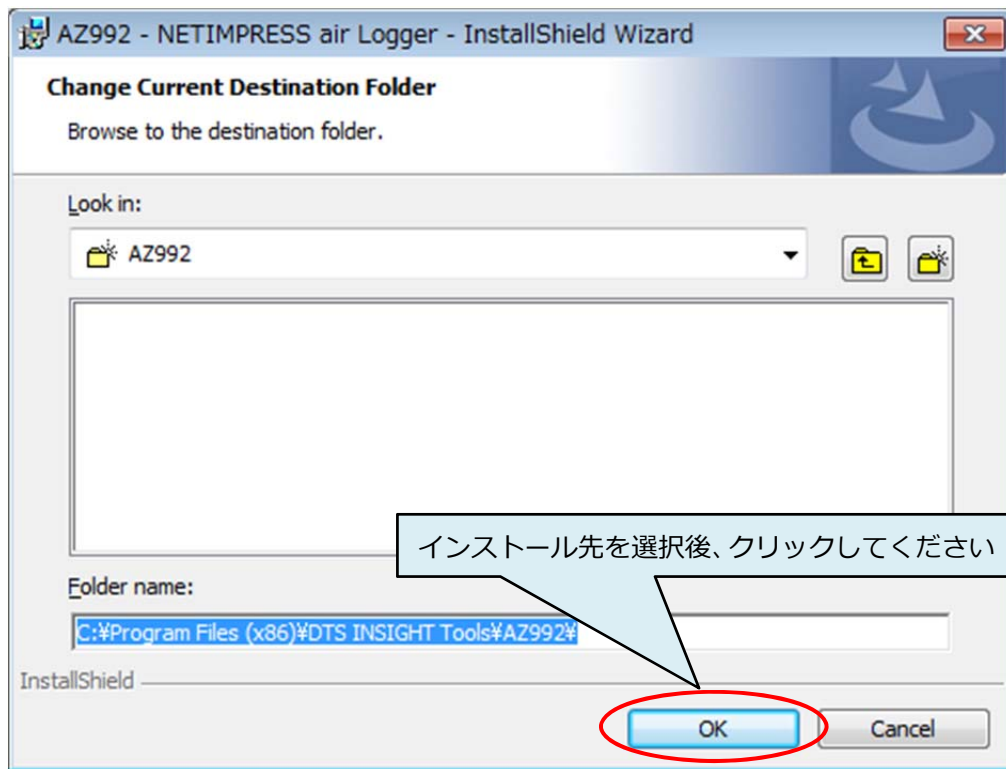 AZ992 - NETIMPRESS air Logger - InstallShield Wizard
Change Current Destination Folder
Browse to the destination folder.
Look in:
AZ992
インストール先を選択後、クリックしてください
Folder name:
C:¥Program Files (x86)¥DTS INSIGHT Tools¥AZ992¥
InstallShield
OK
Cancel